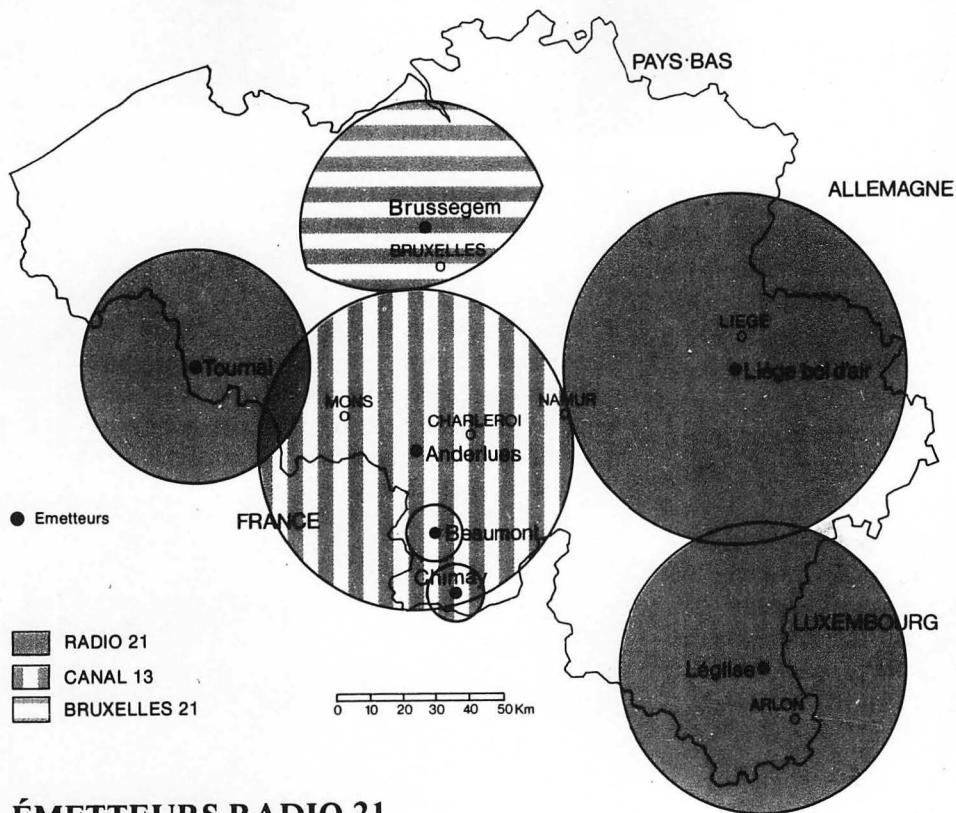 PAYS·BAS
ALLEMAGNE
Brussegem
BRUXELLES
LIEGE
Tournai
Liège bol d'air
MONS
NAMUR
CHARLEROI
Anderlues
Emetteurs
FRANCE
Beaumont
Chimay
LUXEMBOURG
RADIO 21
Léglise
CANAL 13
ARLON
BRUXELLES 21
0 10 20 30 40 50 Km
ÉMETTEURS RADIO 21